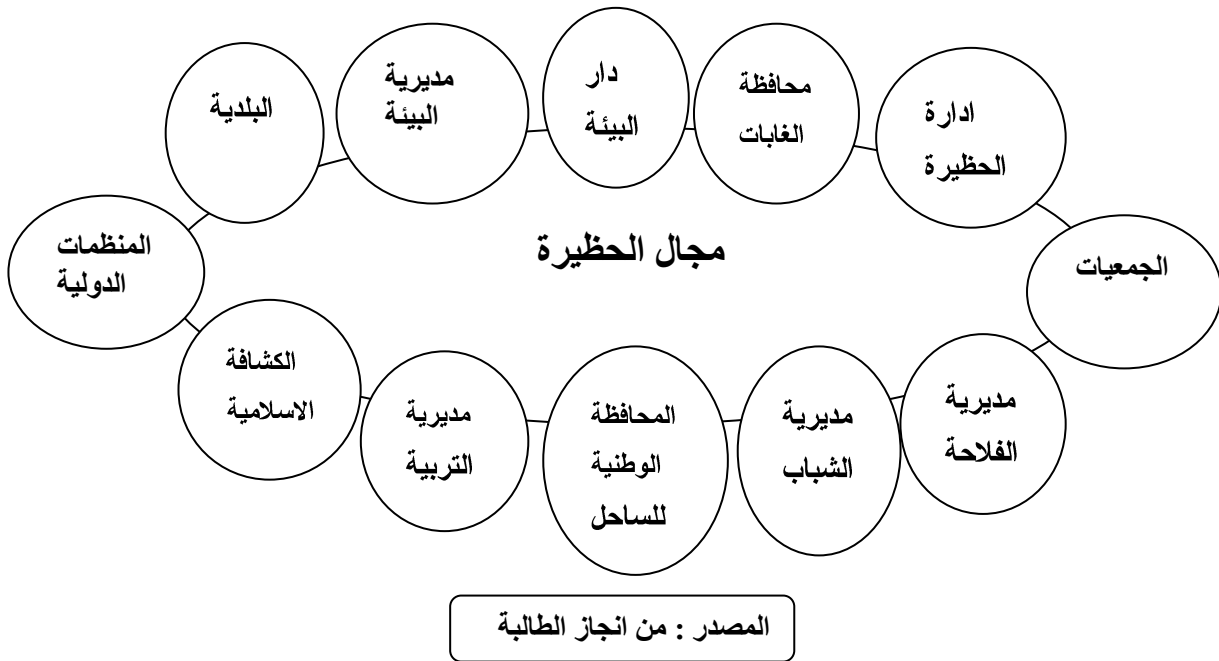 ادارة
الحظيرة
محافظة
الغابات
دار
البيئة
مديرية
البيئة
البلدية
الجمعيات
مجال الحظيرة
المنظمات
الدولية
مديرية
الفلاحة
مديرية
الشباب
المحافظة
الوطنية
للساحل
مديرية
التربية
الكشافة
الاسلامية
المصدر : من انجاز الطالبة